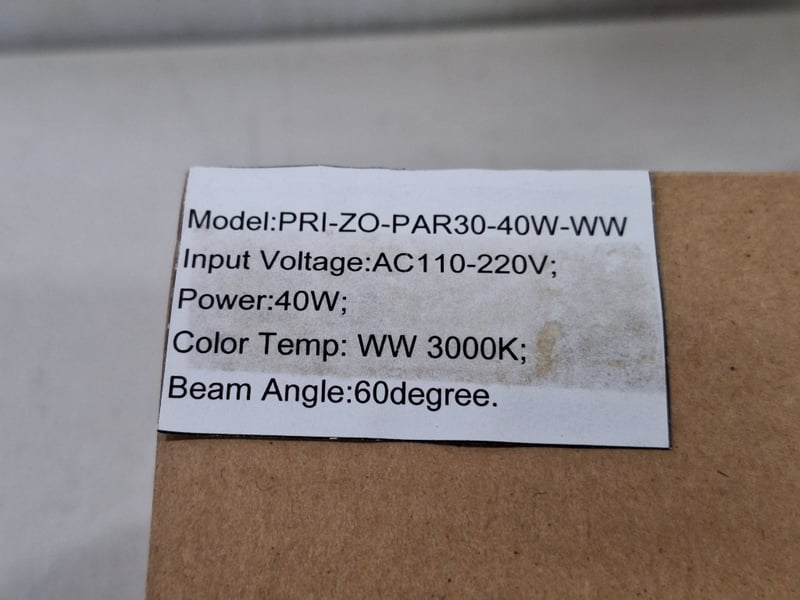 Model:PRI-ZO-PAR30-40W-WW
Input Voltage:AC110-220V;
Power:40W;
Color Temp: WW 3000K;
Beam Angle:60degree.